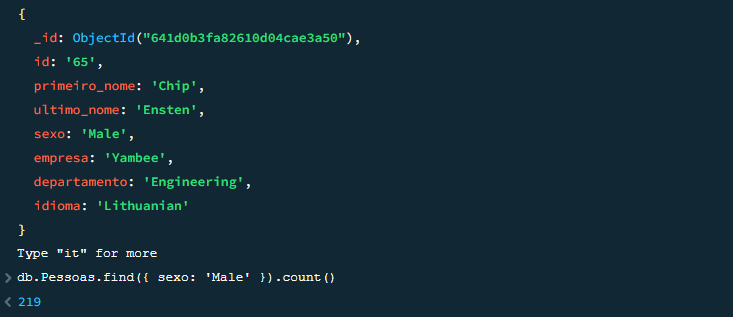 {
_id: ObjectId("641d0b3fa82610d04cae3a50"),
id: '65',
primeiro_nome: 'Chip',
ultimo_nome: 'Ensten',
sexo: 'Male',
empresa: 'Yambee',
departamento: 'Engineering',
idioma: 'Lithuanian'
}
Type "it" for more
> db.Pessoas.find({ sexo: 'Male' }).count()
< 219